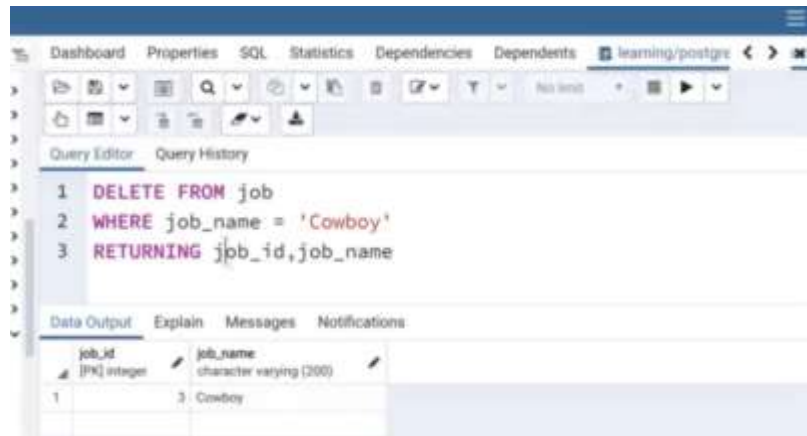 Dashboard Properties SQL Statistics Dependencies Dependents learning/postgre
No limit
Query Editor Query History
1 DELETE FROM job
2 WHERE job_name = 'Cowboy'
3 RETURNING job_id,job_name
Data Output Explain Messages Notifications
job_id job_name
[PK] integer character varying (200)
1 3 Cowboy